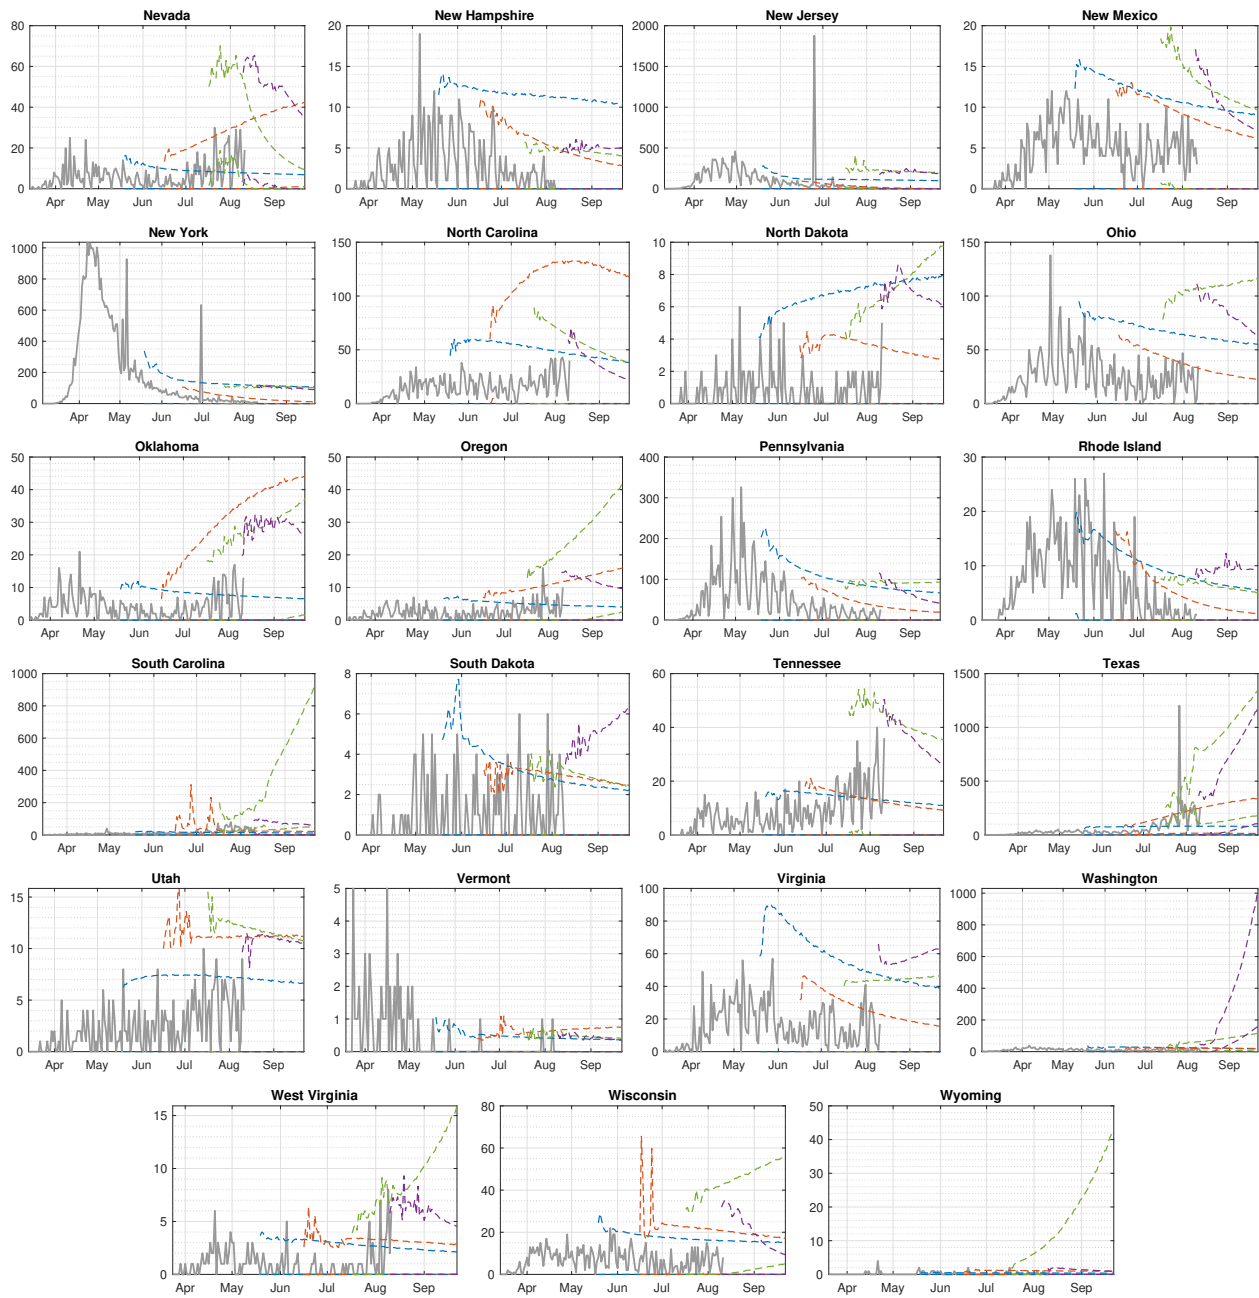 Nevada
80
60
40
20
0
Apr May Jun Jul Aug Sep
New Hampshire
20
15
10
5
0
Apr May Jun Jul Aug Sep
New Jersey
2000
1500
1000
500
0
Apr May Jun Jul Aug Sep
New Mexico
20
15
10
5
0
Apr May Jun Jul Aug Sep
New York
1000
800
600
400
200
0
Apr May Jun Jul Aug Sep
North Carolina
150
100
50
0
Apr May Jun Jul Aug Sep
North Dakota
10
8
6
4
2
0
Apr May Jun Jul Aug Sep
Ohio
150
100
50
0
Apr May Jun Jul Aug Sep
Oklahoma
50
40
30
20
10
0
Apr May Jun Jul Aug Sep
Oregon
50
40
30
20
10
0
Apr May Jun Jul Aug Sep
Pennsylvania
400
300
200
100
0
Apr May Jun Jul Aug Sep
Rhode Island
30
20
10
0
Apr May Jun Jul Aug Sep
South Carolina
1000
800
600
400
200
0
Apr May Jun Jul Aug Sep
South Dakota
8
6
4
2
0
Apr May Jun Jul Aug Sep
Tennessee
60
40
20
0
Apr May Jun Jul Aug Sep
Texas
1500
1000
500
0
Apr May Jun Jul Aug Sep
Utah
15
10
5
0
Apr May Jun Jul Aug Sep
Vermont
5
4
3
2
1
0
Apr May Jun Jul Aug Sep
Virginia
100
80
60
40
20
0
Apr May Jun Jul Aug Sep
Washington
1000
800
600
400
200
0
Apr May Jun Jul Aug Sep
West Virginia
15
10
5
0
Apr May Jun Jul Aug Sep
Wisconsin
80
60
40
20
0
Apr May Jun Jul Aug Sep
Wyoming
50
40
30
20
10
0
Apr May Jun Jul Aug Sep